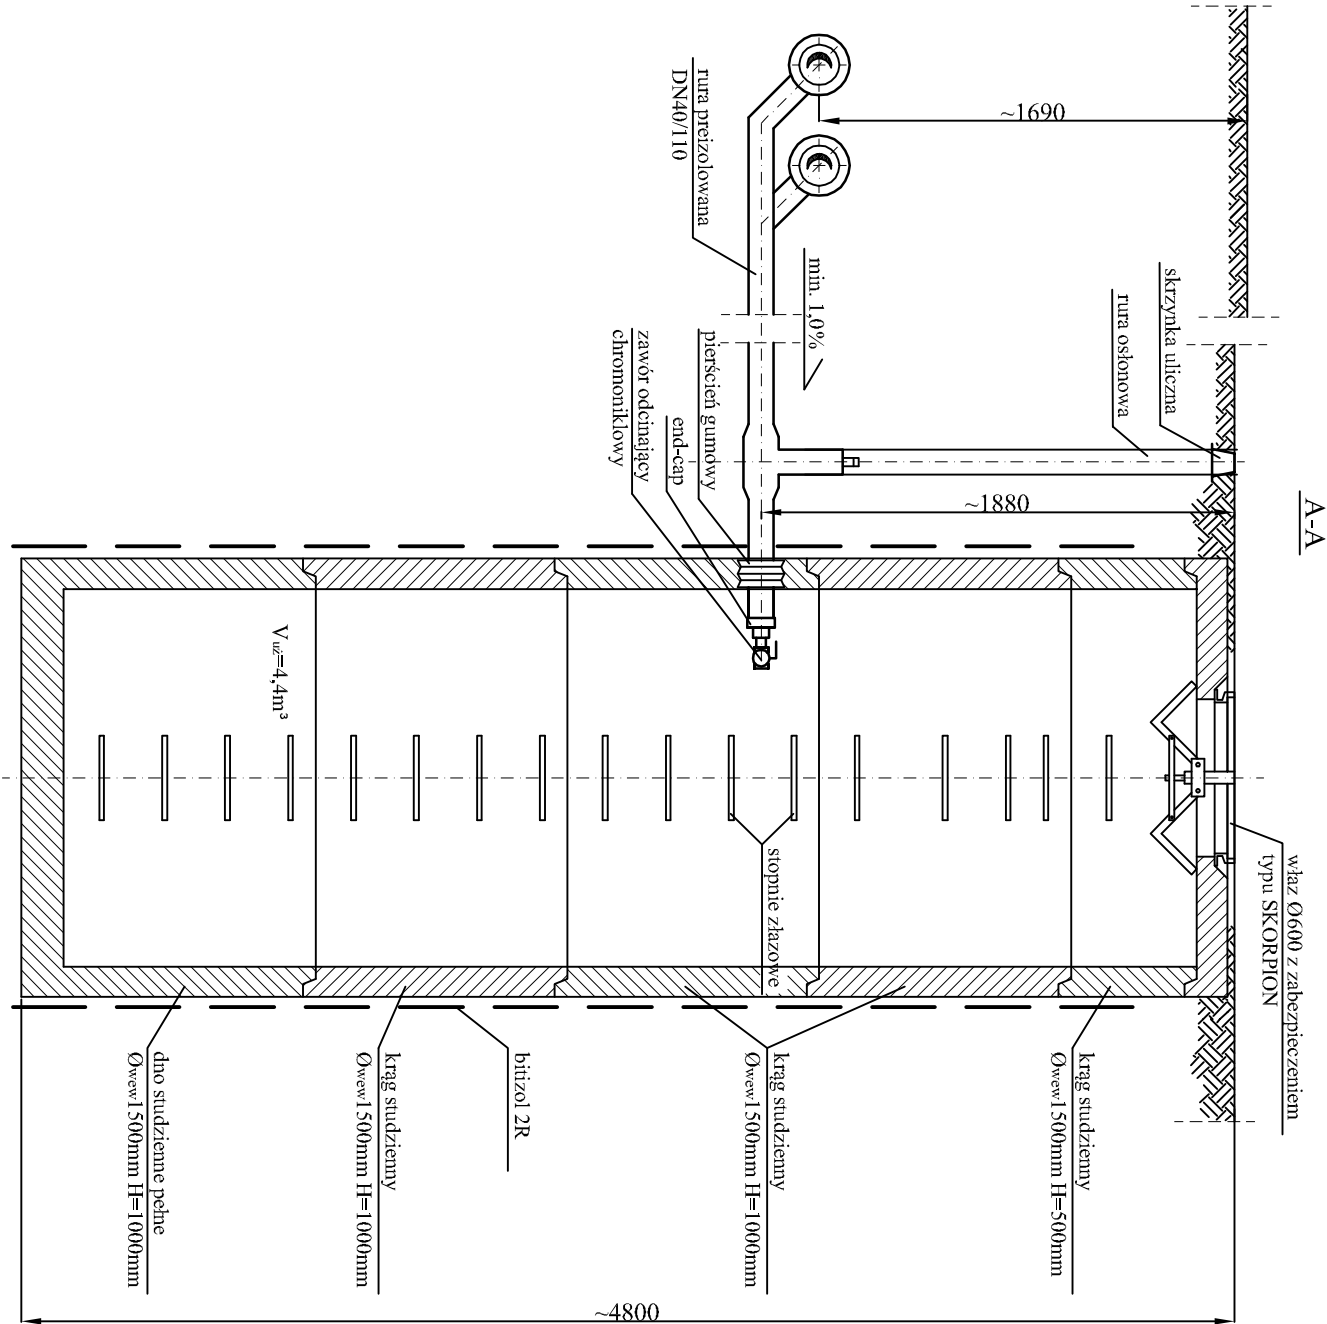 A-A
właz Ø600 z zabezpieczeniem
typu SKORPION
skrzynka uliczna
rura osłonowa
~1690
~1880
min. 1,0%
rura preizolowana
DN40/110
pierścień gumowy
end-cap
zawór odcinający
chromoniklowy
stopnie złazowe
Vuż=4,4m³
krąg studzienny
Øwew1500mm H=500mm
krąg studzienny
Øwew1500mm H=1000mm
bitizol 2R
krąg studzienny
Øwew1500mm H=1000mm
dno studzienne pełne
Øwew1500mm H=1000mm
~4800